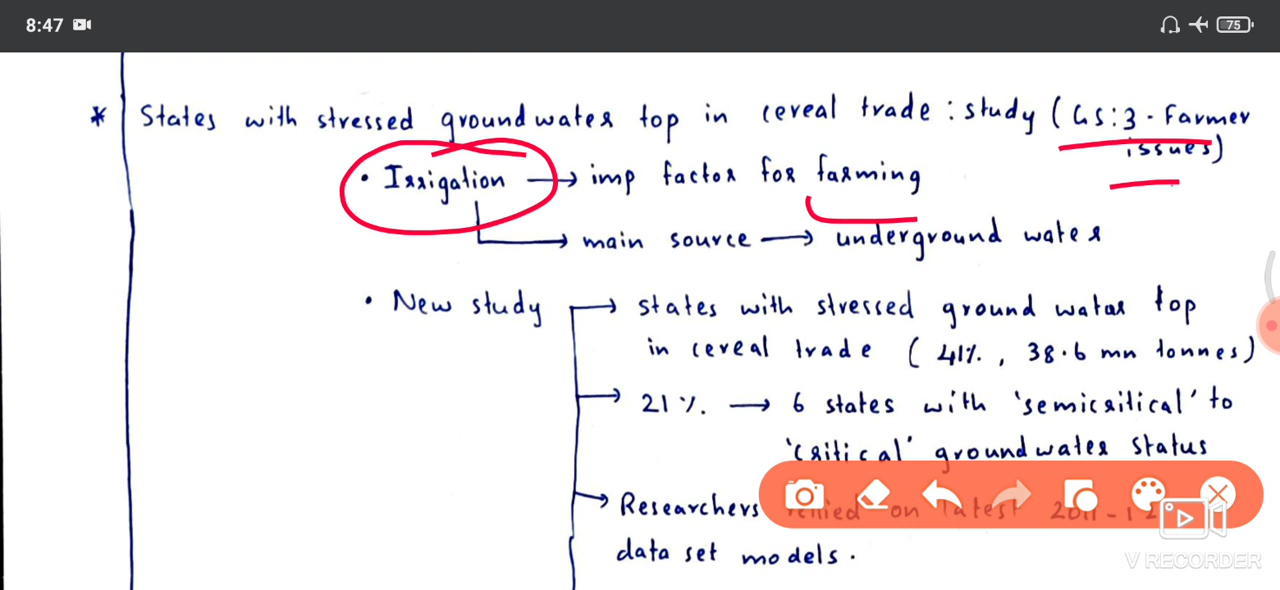 8:47 75
* States with stressed groundwater top in cereal trade : study (GS:3 - Farmer
issues)
• Irrigation → imp factor for farming
→ main source → underground water
• New study → states with stressed ground water top
in cereal trade ( 41%, 38.6 mn tonnes)
→ 21% → 6 states with 'semicritical' to
'critical' groundwater status
→ Researchers relied on latest 2011-12
data set models.
V RECORDER